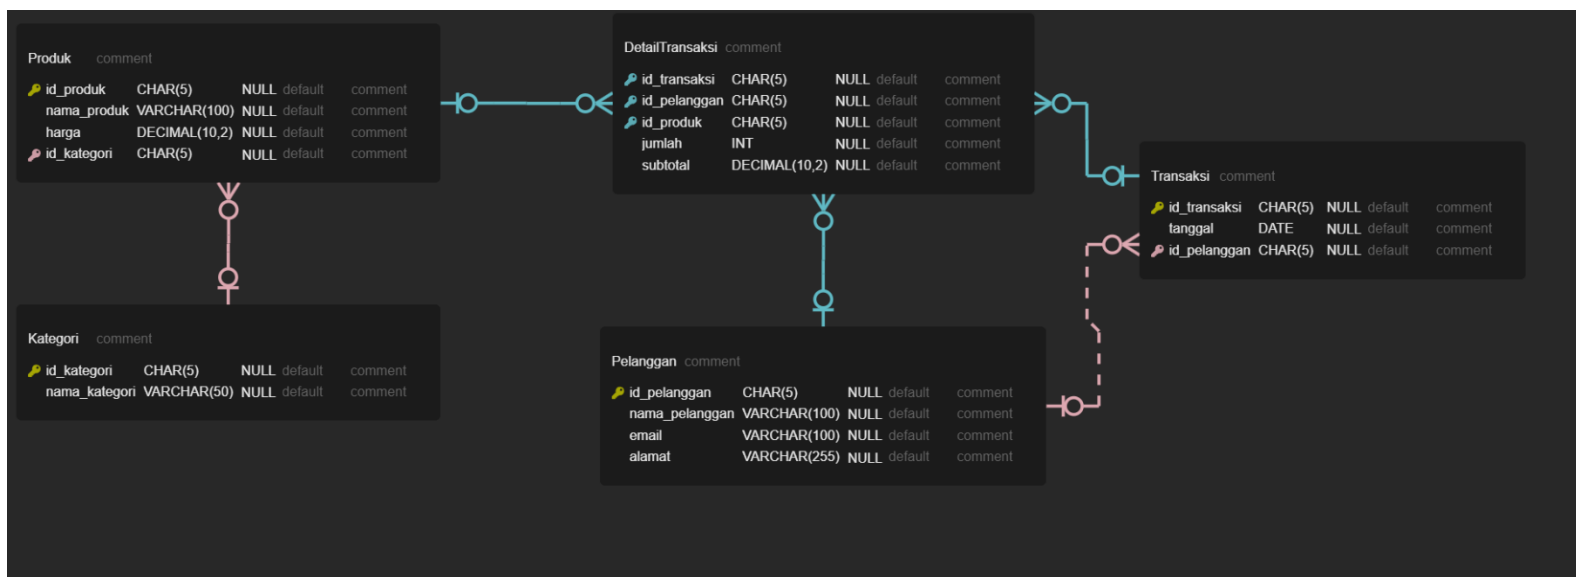 Produk comment
id_produk CHAR(5) NULL default comment
nama_produk VARCHAR(100) NULL default comment
harga DECIMAL(10,2) NULL default comment
id_kategori CHAR(5) NULL default comment
Kategori comment
id_kategori CHAR(5) NULL default comment
nama_kategori VARCHAR(50) NULL default comment
DetailTransaksi comment
id_transaksi CHAR(5) NULL default comment
id_pelanggan CHAR(5) NULL default comment
id_produk CHAR(5) NULL default comment
jumlah INT NULL default comment
subtotal DECIMAL(10,2) NULL default comment
Pelanggan comment
id_pelanggan CHAR(5) NULL default comment
nama_pelanggan VARCHAR(100) NULL default comment
email VARCHAR(100) NULL default comment
alamat VARCHAR(255) NULL default comment
Transaksi comment
id_transaksi CHAR(5) NULL default comment
tanggal DATE NULL default comment
id_pelanggan CHAR(5) NULL default comment